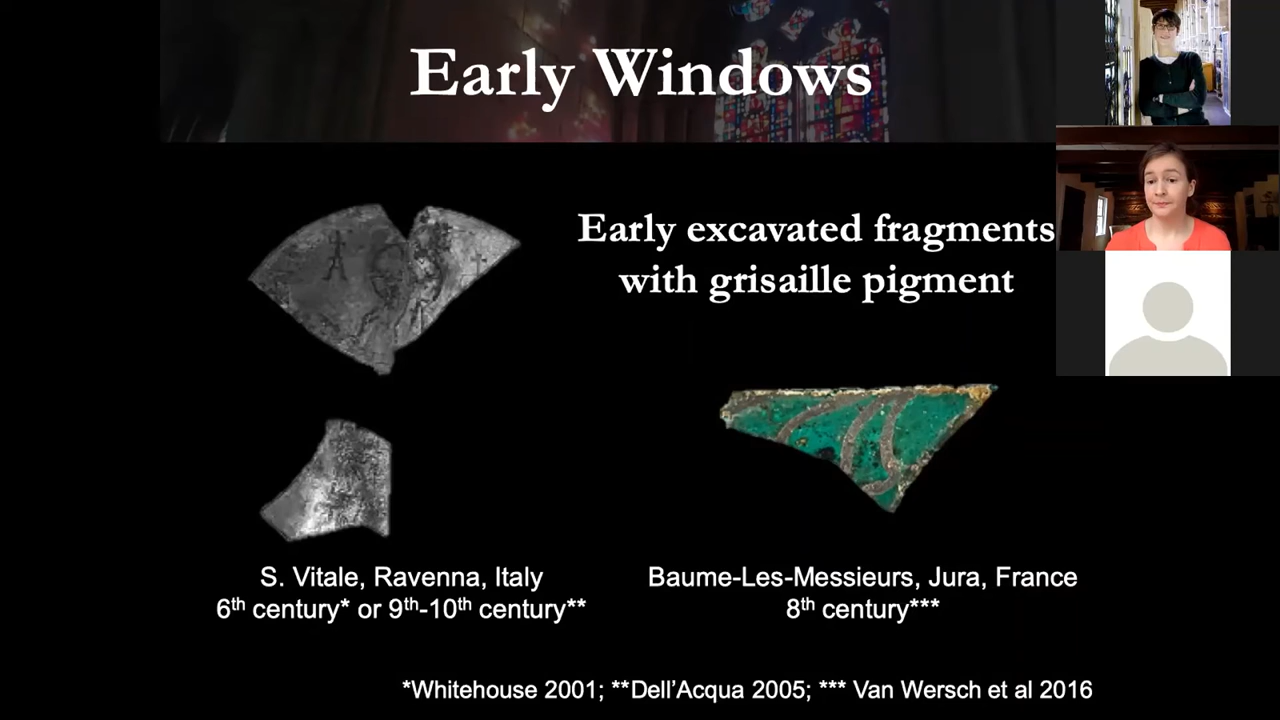 Early Windows
Early excavated fragments
with grisaille pigment
S. Vitale, Ravenna, Italy
6th century* or 9th-10th century**
Baume-Les-Messieurs, Jura, France
8th century***
*Whitehouse 2001; **Dell’Acqua 2005; *** Van Wersch et al 2016